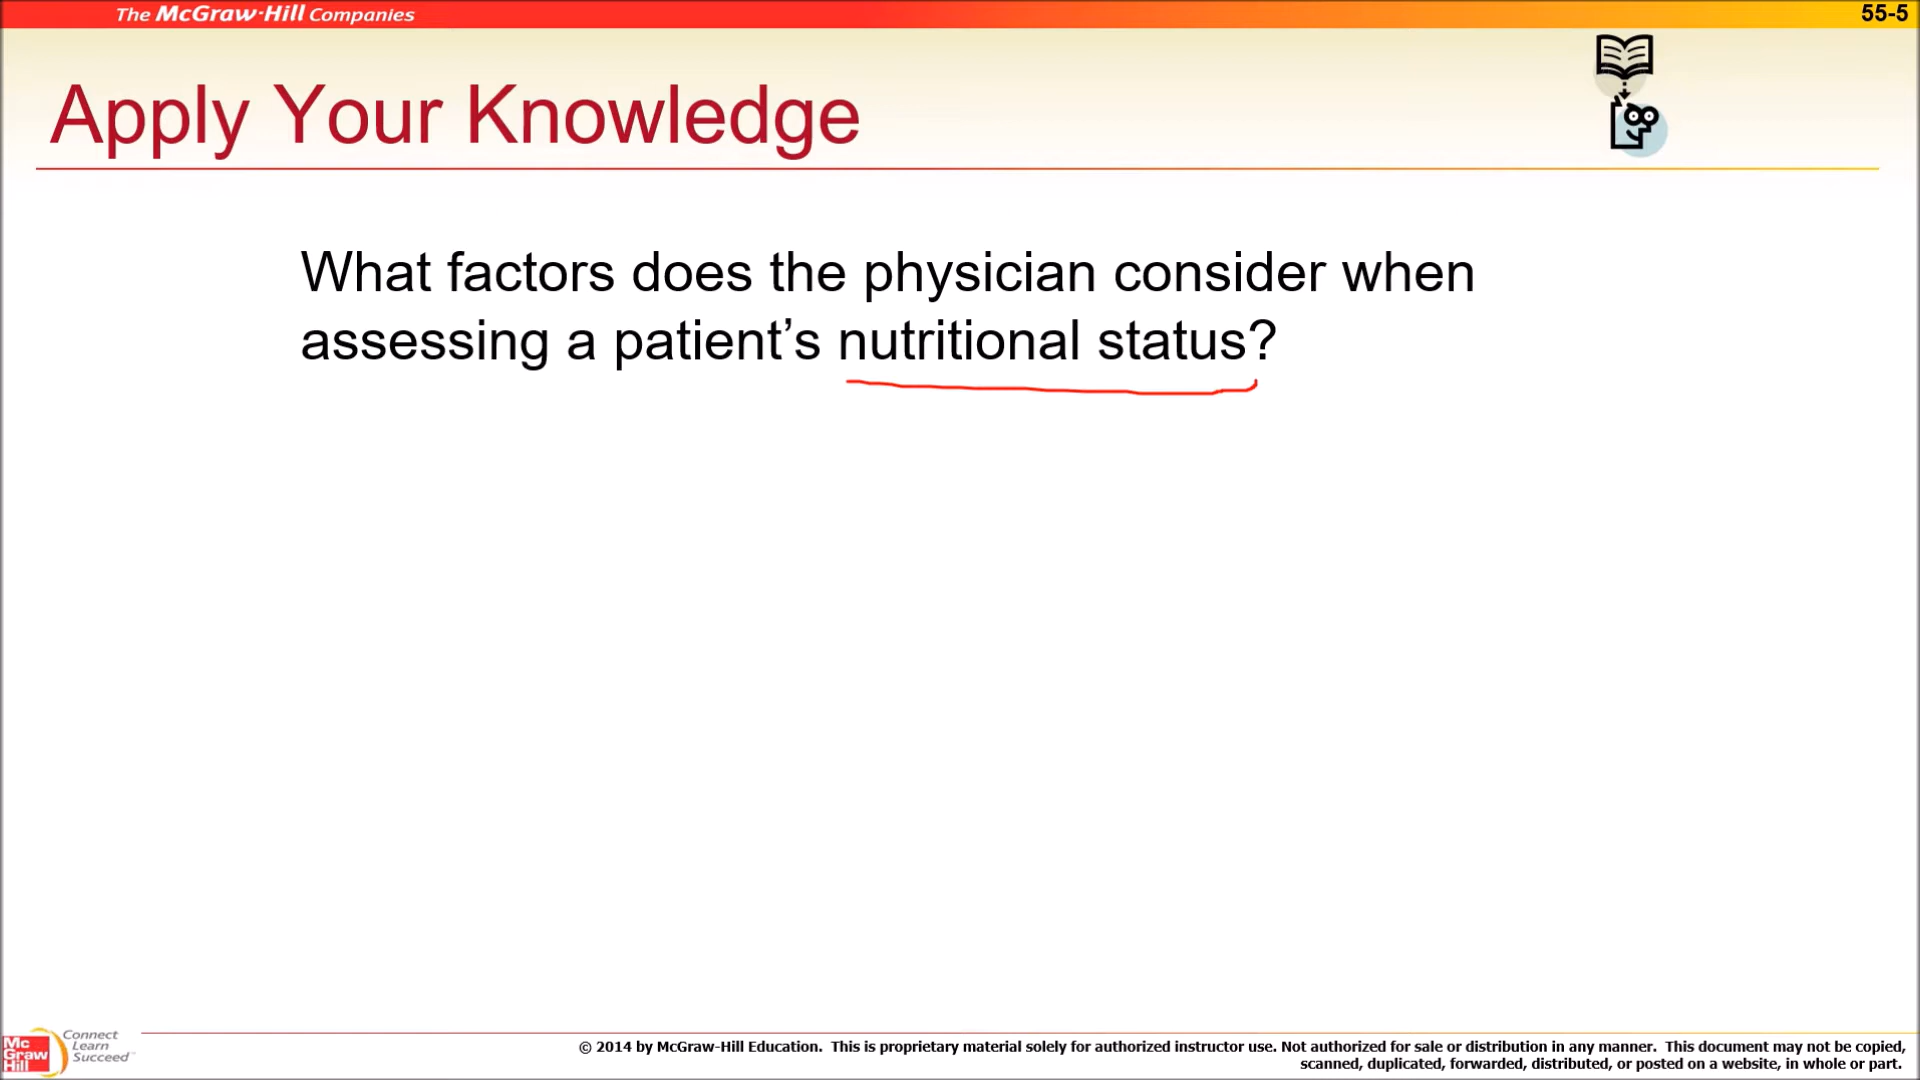 The McGraw-Hill Companies
55-5
Apply Your Knowledge
What factors does the physician consider when
assessing a patient’s nutritional status?
Mc
Graw
Hill
Connect
Learn
Succeed™
© 2014 by McGraw-Hill Education. This is proprietary material solely for authorized instructor use. Not authorized for sale or distribution in any manner. This document may not be copied,
scanned, duplicated, forwarded, distributed, or posted on a website, in whole or part.